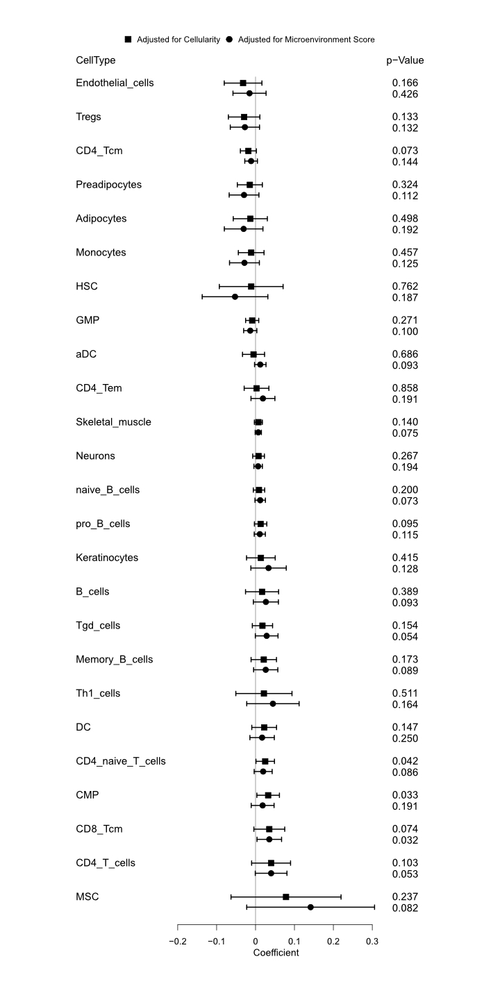 Adjusted for Cellularity Adjusted for Microenvironment Score
CellType p−Value
Endothelial_cells 0.166
0.426
Tregs 0.133
0.132
CD4_Tcm 0.073
0.144
Preadipocytes 0.324
0.112
Adipocytes 0.498
0.192
Monocytes 0.457
0.125
HSC 0.762
0.187
GMP 0.271
0.100
aDC 0.686
0.093
CD4_Tem 0.858
0.191
Skeletal_muscle 0.140
0.075
Neurons 0.267
0.194
naive_B_cells 0.200
0.073
pro_B_cells 0.095
0.115
Keratinocytes 0.415
0.128
B_cells 0.389
0.093
Tgd_cells 0.154
0.054
Memory_B_cells 0.173
0.089
Th1_cells 0.511
0.164
DC 0.147
0.250
CD4_naive_T_cells 0.042
0.086
CMP 0.033
0.191
CD8_Tcm 0.074
0.032
CD4_T_cells 0.103
0.053
MSC 0.237
0.082
−0.2 −0.1 0 0.1 0.2 0.3
Coefficient